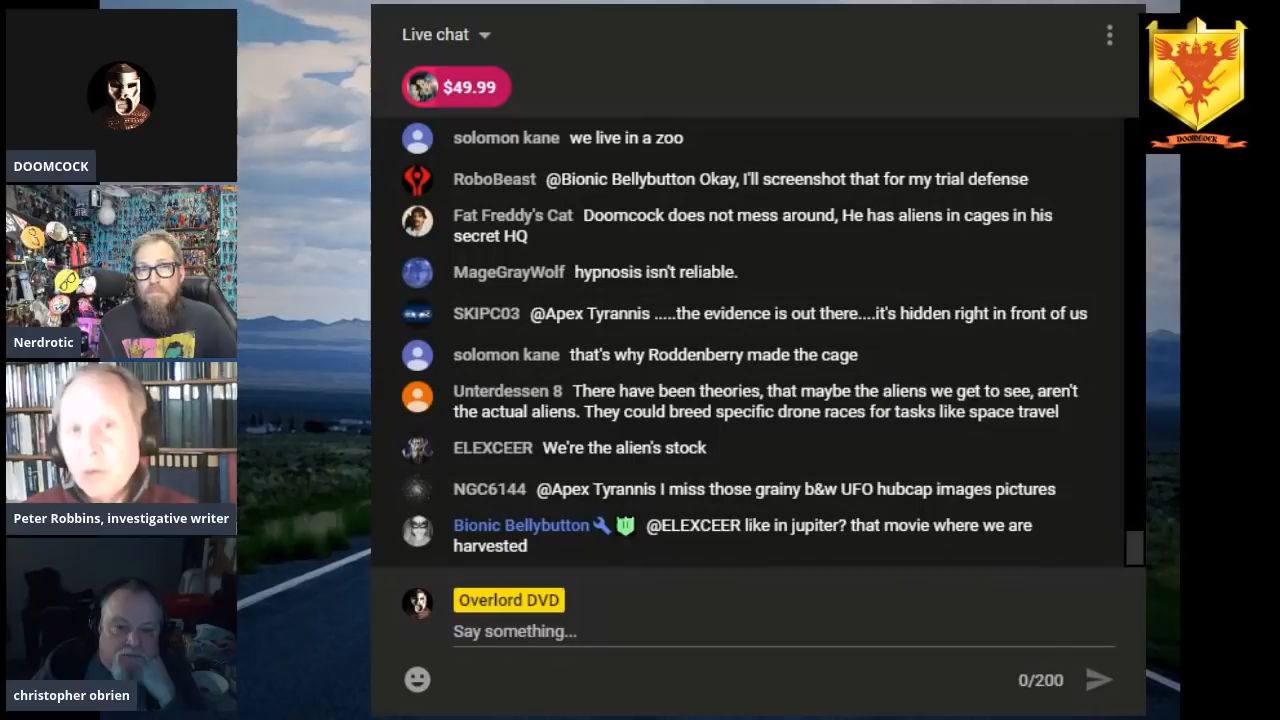 Live chat
$49.99
solomon kane we live in a zoo
RoboBeast @Bionic Bellybutton Okay, I'll screenshot that for my trial defense
Fat Freddy's Cat Doomcock does not mess around, He has aliens in cages in his
secret HQ
MageGrayWolf hypnosis isn't reliable.
SKIPC03 @Apex Tyrannis .....the evidence is out there....it's hidden right in front of us
solomon kane that's why Roddenberry made the cage
Unterdessen 8 There have been theories, that maybe the aliens we get to see, aren't
the actual aliens. They could breed specific drone races for tasks like space travel
ELEXCEER We're the alien's stock
NGC6144 @Apex Tyrannis I miss those grainy b&w UFO hubcap images pictures
Bionic Bellybutton @ELEXCEER like in jupiter? that movie where we are
harvested
Overlord DVD
Say something...
0/200
DOOMCOCK
Nerdrotic
Peter Robbins, investigative writer
christopher obrien
DOOMCOCK